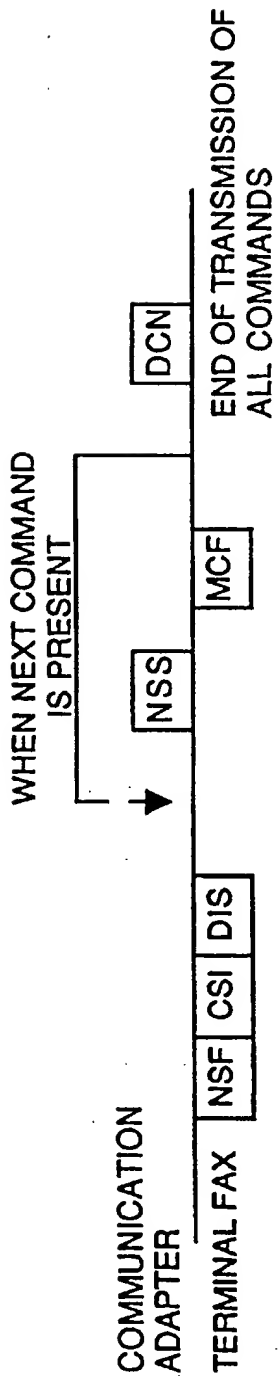 WHEN NEXT COMMAND
IS PRESENT
COMMUNICATION
ADAPTER
NSS
DCN
TERMINAL FAX
NSF CSI DIS
MCF
END OF TRANSMISSION OF
ALL COMMANDS